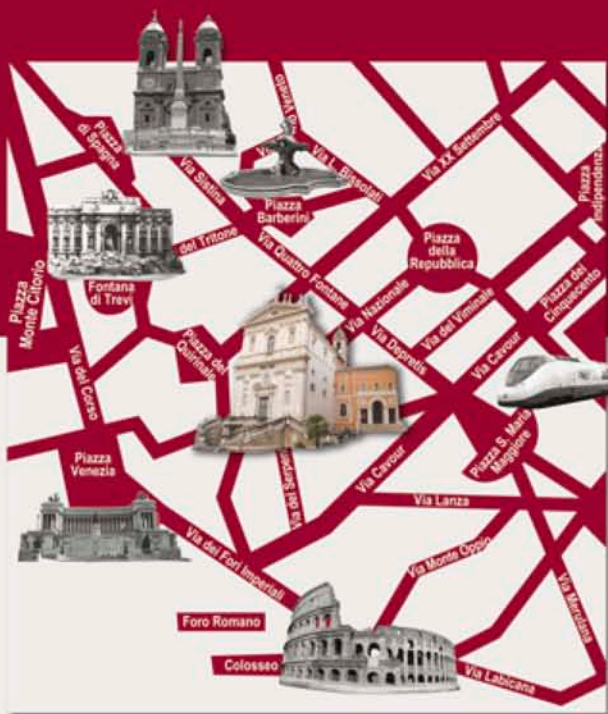 Piazza
di Spagna
Via Sistina
no Veneto
Via L. Bissolati
Via XX Settembre
Piazza
Indipendenza
Piazza
Barberini
del Tritone
Via Quattro Fontane
Piazza
della
Repubblica
Fontana
di Trevi
Piazza
Monte Citorio
Via Nazionale
Via del Viminale
Piazza del
Cinquecento
Piazza del
Quirinale
Via Depretis
Via Cavour
Via del Corso
Piazza S. Maria
Maggiore
Piazza
Venezia
Via dei Serpe
Via Cavour
Via Lanza
Via dei Fori Imperiali
Via Monte Oppio
Via Merulana
Foro Romano
Colosseo
Via Labicana